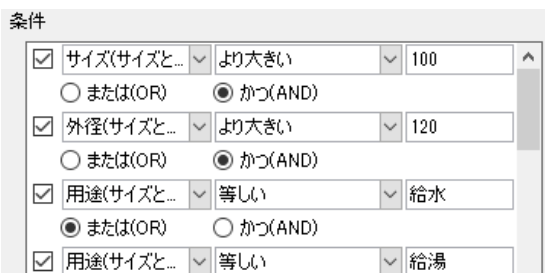 条件
サイズ(サイズと... より大きい 100
または(OR) かつ(AND)
外径(サイズと... より大きい 120
または(OR) かつ(AND)
用途(サイズと... 等しい 給水
または(OR) かつ(AND)
用途(サイズと... 等しい 給湯